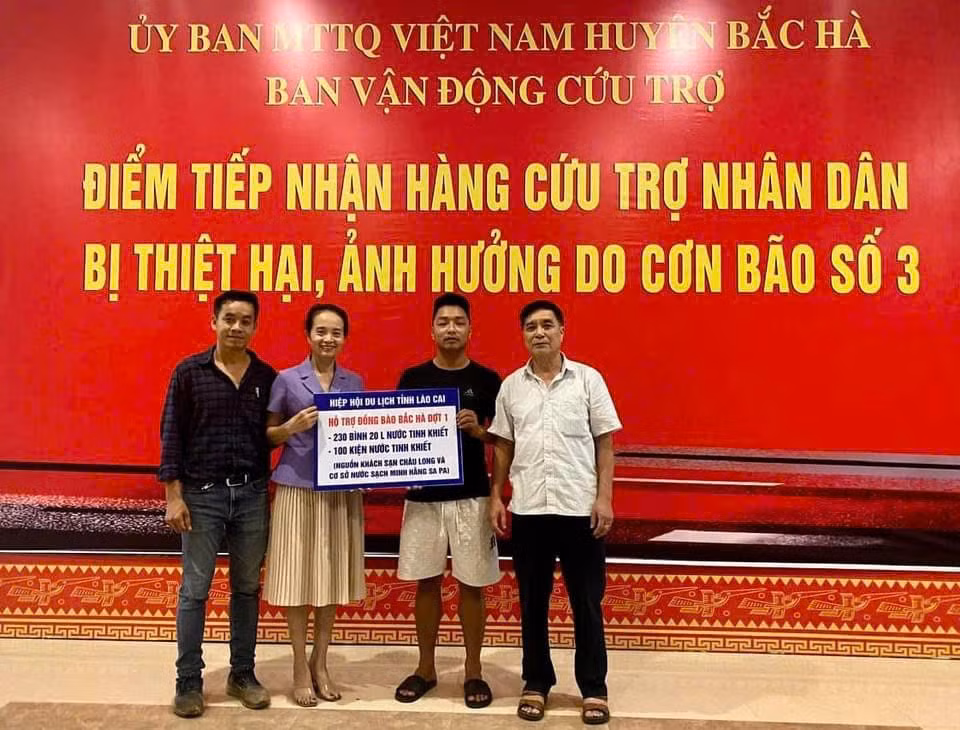 ỦY BAN MTTQ VIỆT NAM HUYỆN BẮC HÀ
BAN VẬN ĐỘNG CỨU TRỢ
ĐIỂM TIẾP NHẬN HÀNG CỨU TRỢ NHÂN DÂN
BỊ THIỆT HẠI, ẢNH HƯỞNG DO CƠN BÃO SỐ 3
HIỆP HỘI DU LỊCH TỈNH LÀO CAI
HỖ TRỢ ĐỒNG BÀO BẮC HÀ DỢT 1
- 230 BÌNH 20 L NƯỚC TINH KHIẾT
- 100 KIỆN NƯỚC TINH KHIẾT
(NGUỒN KHÁCH SẠN CHÂU LONG VÀ
CƠ SỞ NƯỚC SẠCH MINH HẰNG SA PA)